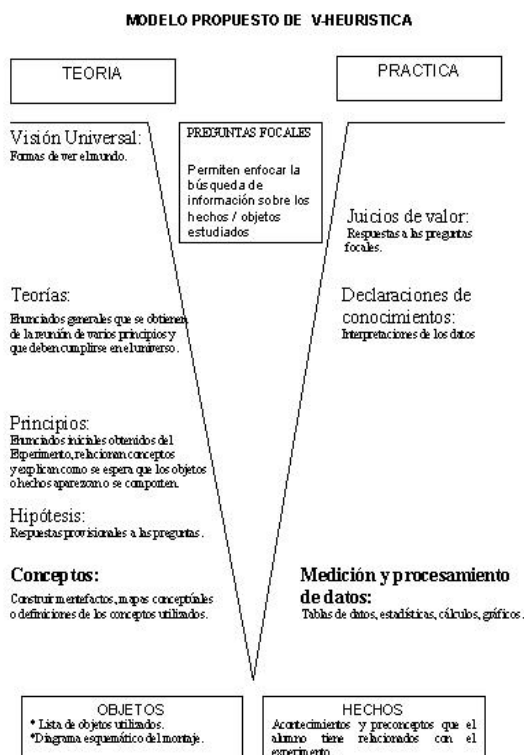 MODELO PROPUESTO DE V-HEURISTICA
TEORIA
PRACTICA
Visión Universal:
Formas de ver el mundo.
PREGUNTAS FOCALES
Permiten enfocar la
búsqueda de
información sobre los
hechos / objetos
estudiados
Juicios de valor:
Respuestas a las preguntas
focales.
Teorías:
Enunciados generales que se obtienen
de la reunión de varios principios y
que deben cumplirse en el universo.
Declaraciones de
conocimientos:
Interpretaciones de los datos
Principios:
Enunciados iniciales obtenidos del
Experimento, relacionan conceptos
y explican como se espera que los objetos
o hechos aparezcan o se comporten.
Hipótesis:
Respuestas provisionales a las preguntas.
Conceptos:
Construir mentefactos, mapas conceptúales
o definiciones de los conceptos utilizados.
Medición y procesamiento
de datos:
Tablas de datos, estadísticas, cálculos, gráficos.
OBJETOS
* Lista de objetos utilizados.
*Diagrama esquemático del montaje.
HECHOS
Acontecimientos y preconceptos que el
alumno tiene relacionados con el
experimento